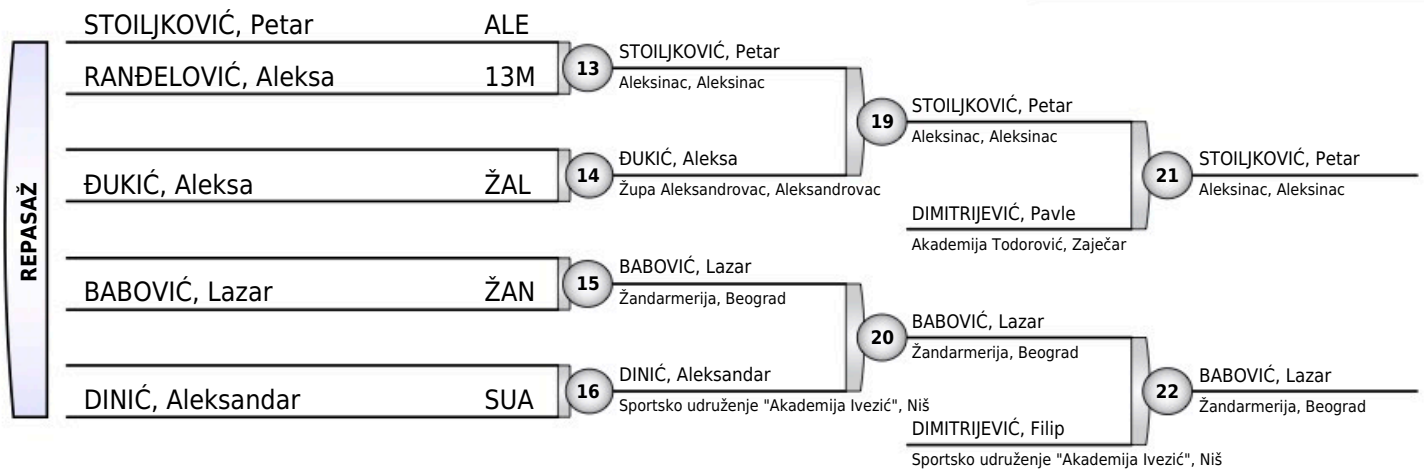 STOILJKOVIĆ, Petar ALE
RANĐELOVIĆ, Aleksa 13M
ĐUKIĆ, Aleksa ŽAL
BABOVIĆ, Lazar ŽAN
DINIĆ, Aleksandar SUA
REPASAŽ
13
STOILJKOVIĆ, Petar
Aleksinac, Aleksinac
14
ĐUKIĆ, Aleksa
Župa Aleksandrovac, Aleksandrovac
15
BABOVIĆ, Lazar
Žandarmerija, Beograd
16
DINIĆ, Aleksandar
Sportsko udruženje "Akademija Ivezić", Niš
19
STOILJKOVIĆ, Petar
Aleksinac, Aleksinac
DIMITRIJEVIĆ, Pavle
Akademija Todorović, Zaječar
20
BABOVIĆ, Lazar
Žandarmerija, Beograd
DIMITRIJEVIĆ, Filip
Sportsko udruženje "Akademija Ivezić", Niš
21
STOILJKOVIĆ, Petar
Aleksinac, Aleksinac
22
BABOVIĆ, Lazar
Žandarmerija, Beograd